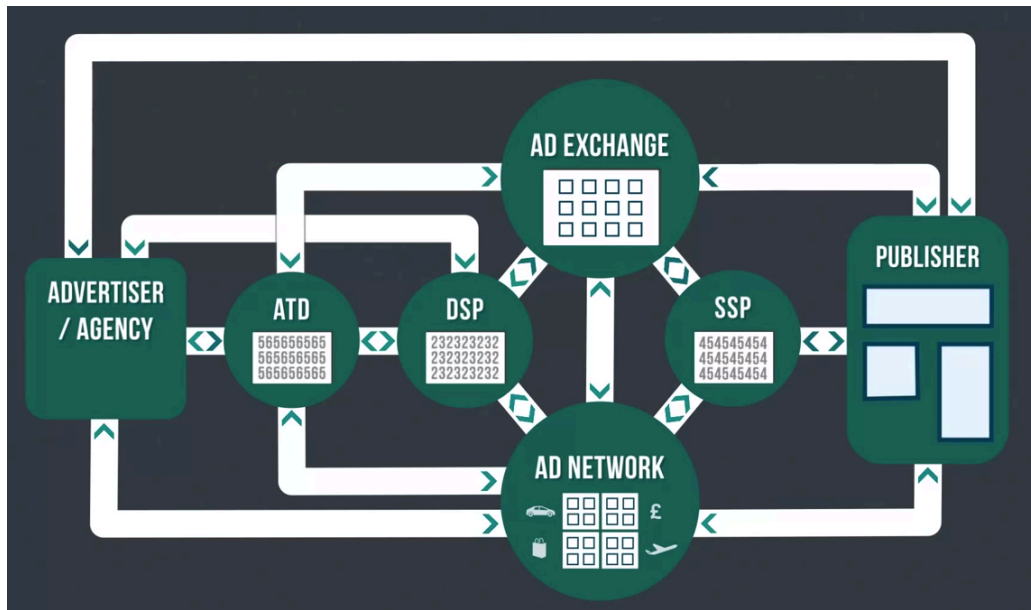 AD EXCHANGE
PUBLISHER
ADVERTISER
/ AGENCY
ATD
565656565
565656565
565656565
DSP
232323232
232323232
232323232
SSP
454545454
454545454
454545454
AD NETWORK
£